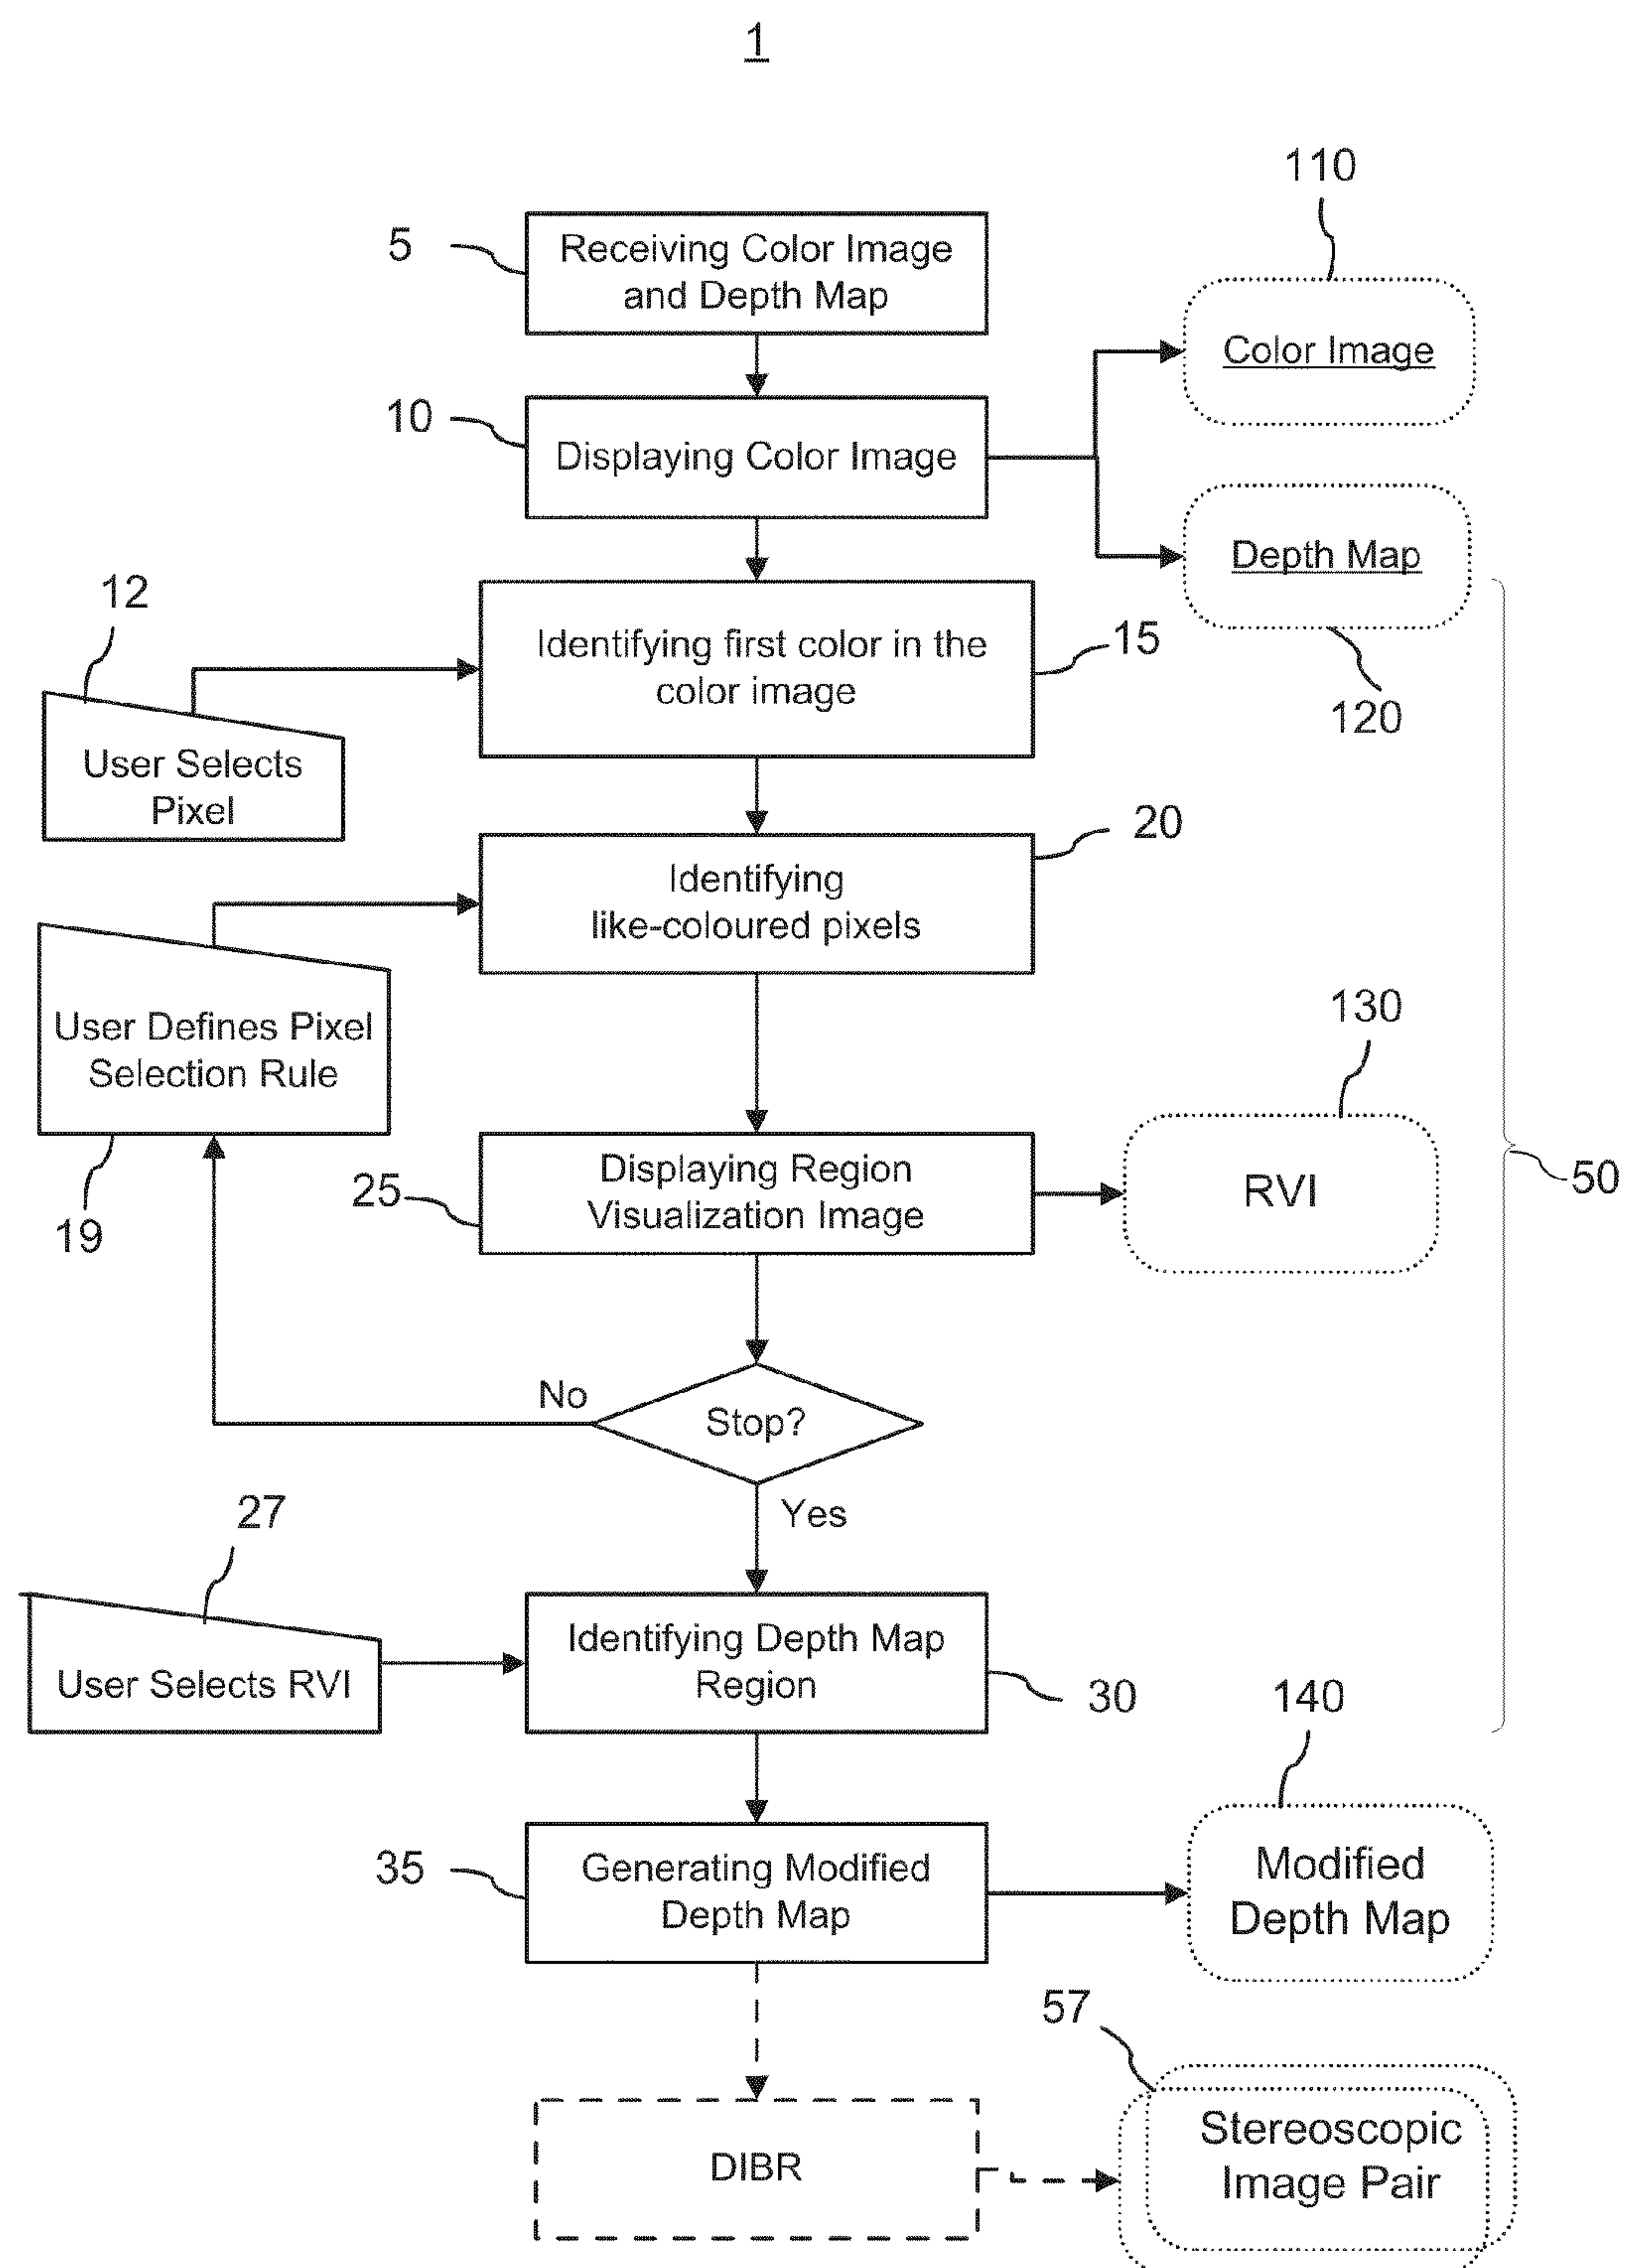 1
110
5
Receiving Color Image
and Depth Map
Color Image
10
Displaying Color Image
Depth Map
12
Identifying first color in the
color image
15
120
User Selects
Pixel
20
Identifying
like-coloured pixels
User Defines Pixel
Selection Rule
130
19
25
Displaying Region
Visualization Image
RVI
50
No
Stop?
Yes
27
User Selects RVI
Identifying Depth Map
Region
30
140
35
Generating Modified
Depth Map
Modified
Depth Map
57
DIBR
Stereoscopic
Image Pair